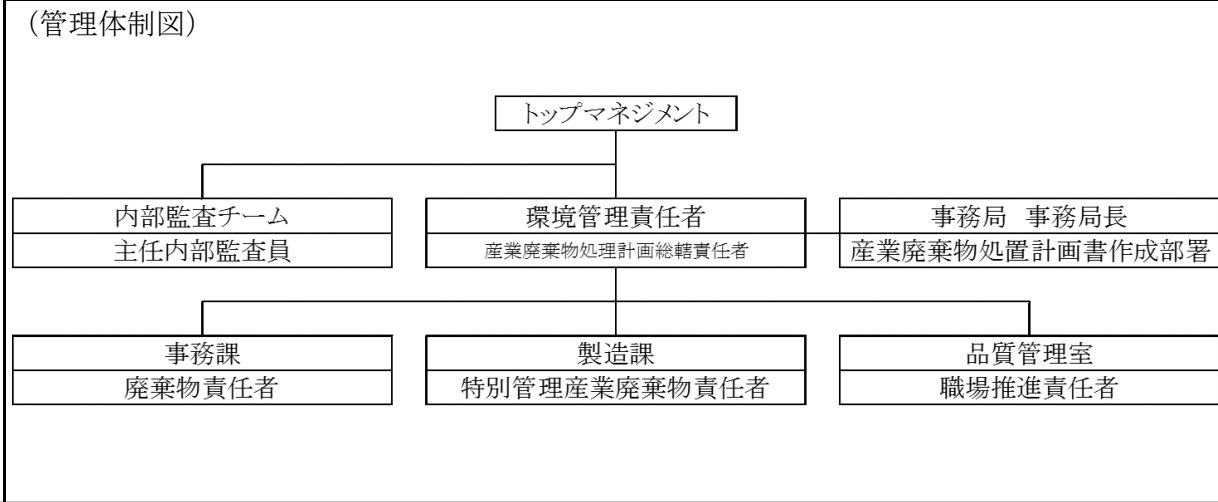 （管理体制図）
トップマネジメント
内部監査チーム
主任内部監査員
環境管理責任者
産業廃棄物処理計画総轄責任者
事務局　事務局長
産業廃棄物処置計画書作成部署
事務課
廃棄物責任者
製造課
特別管理産業廃棄物責任者
品質管理室
職場推進責任者